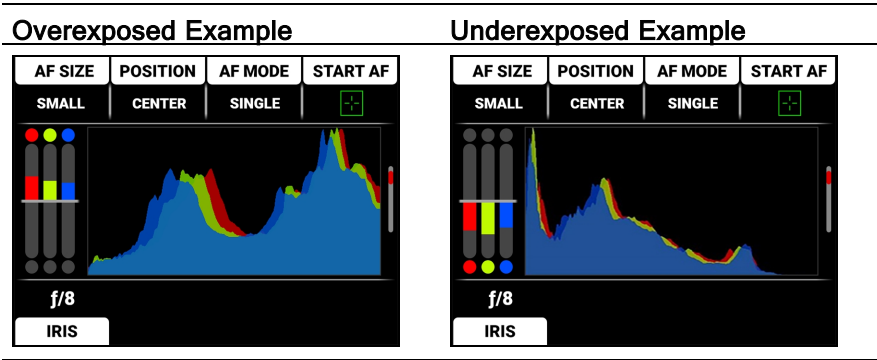 Overexposed Example
AF SIZE POSITION AF MODE START AF
SMALL CENTER SINGLE
ƒ/8
IRIS
Underexposed Example
AF SIZE POSITION AF MODE START AF
SMALL CENTER SINGLE
ƒ/8
IRIS